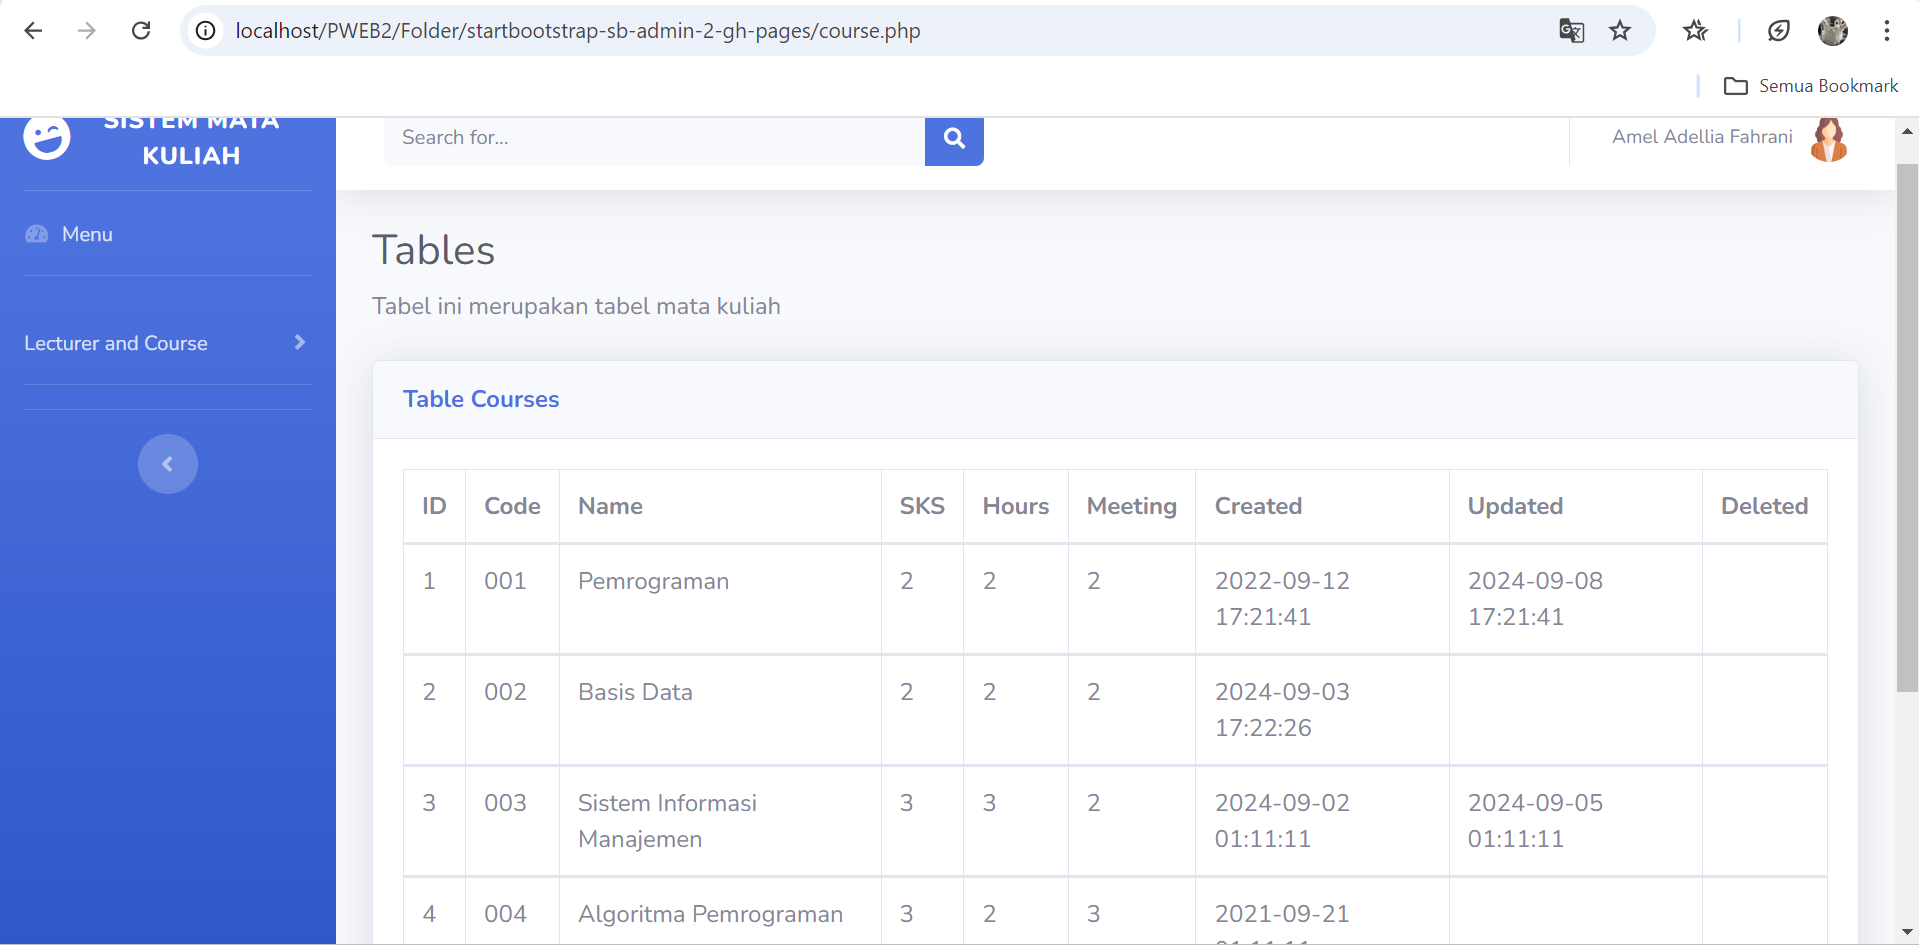 localhost/PWEB2/Folder/startbootstrap-sb-admin-2-gh-pages/course.php
Semua Bookmark
SISTEM MATA
KULIAH
Search for...
Amel Adellia Fahrani
Menu
Lecturer and Course
Tables
Tabel ini merupakan tabel mata kuliah
Table Courses
ID Code Name SKS Hours Meeting Created Updated Deleted
1 001 Pemrograman 2 2 2 2022-09-12 2024-09-08
17:21:41 17:21:41
2 002 Basis Data 2 2 2 2024-09-03
17:22:26
3 003 Sistem Informasi 3 3 2 2024-09-02 2024-09-05
Manajemen 01:11:11 01:11:11
4 004 Algoritma Pemrograman 3 2 3 2021-09-21